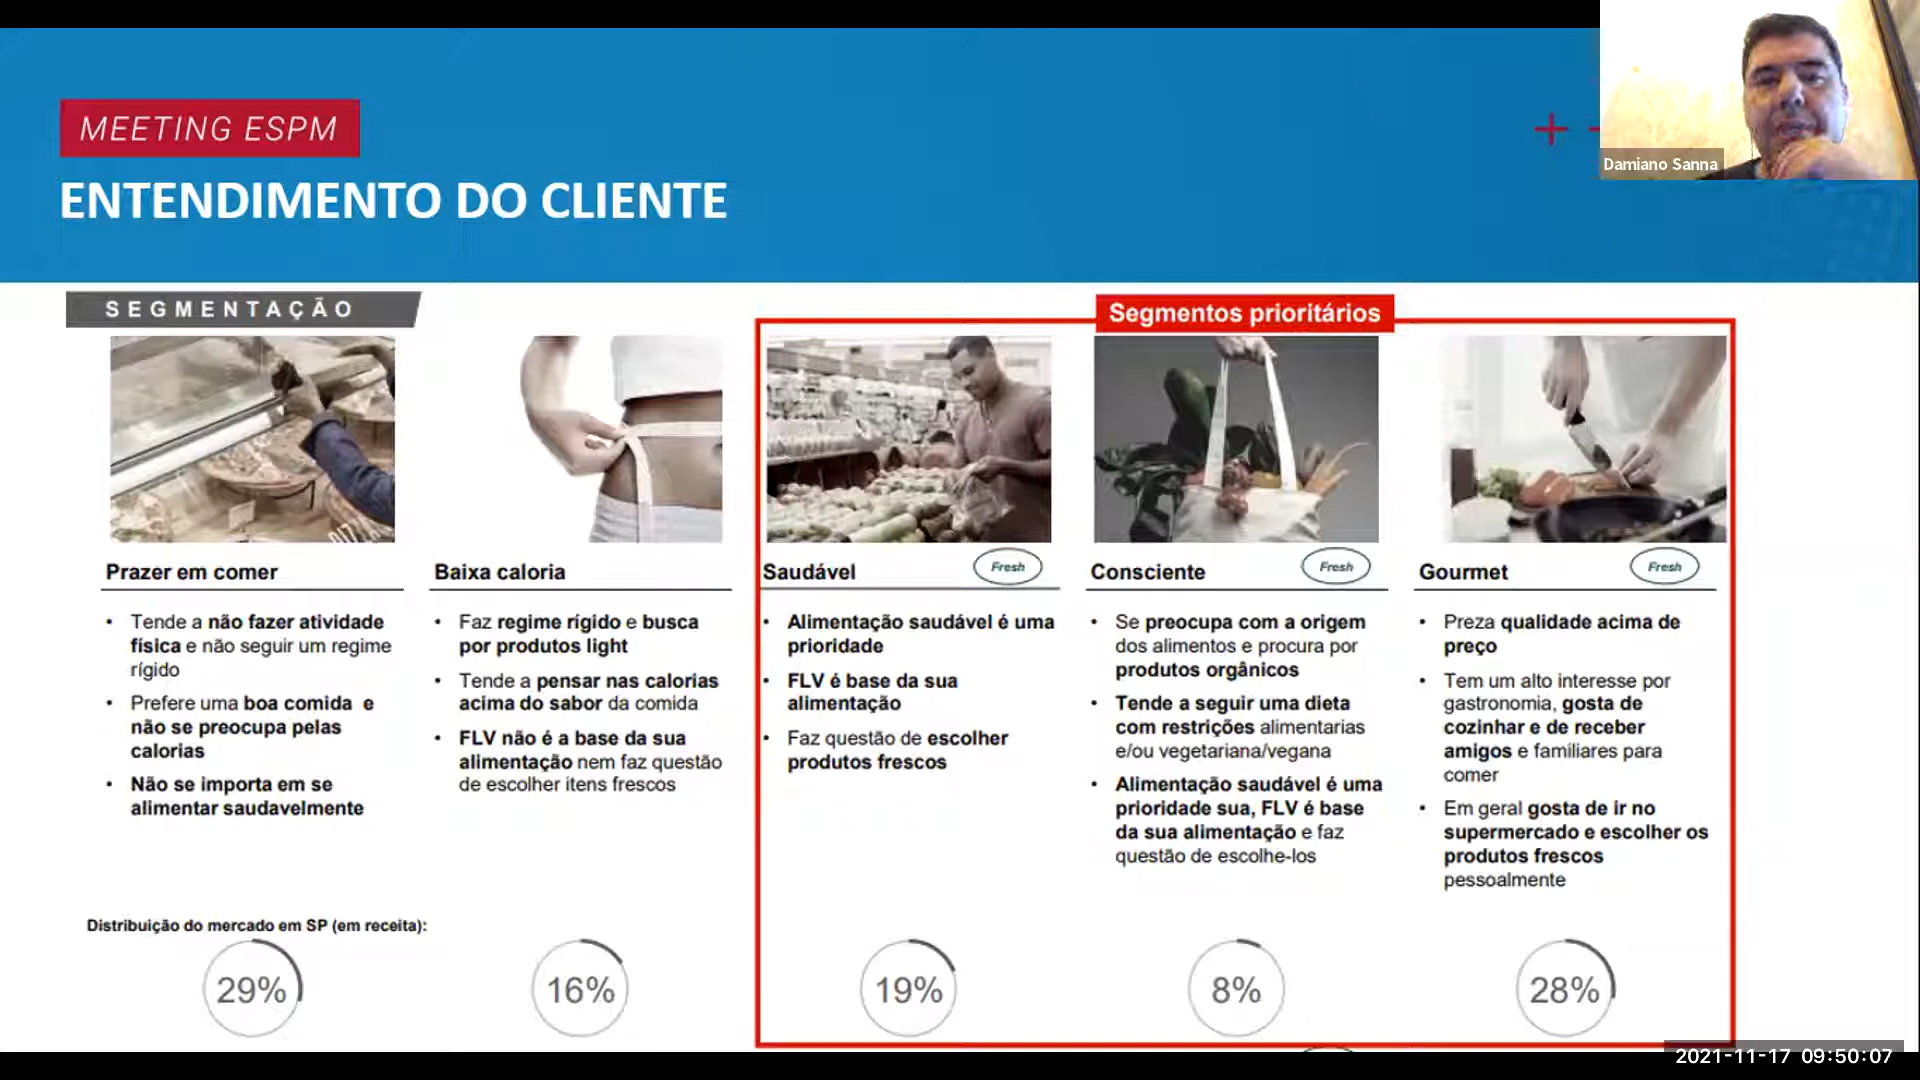 MEETING ESPM
ENTENDIMENTO DO CLIENTE
Damiano Sanna
SEGMENTAÇÃO
Segmentos prioritários
Prazer em comer
• Tende a não fazer atividade
física e não seguir um regime
rígido
• Prefere uma boa comida e
não se preocupa pelas
calorias
• Não se importa em se
alimentar saudavelmente
Baixa caloria
• Faz regime rígido e busca
por produtos light
• Tende a pensar nas calorias
acima do sabor da comida
• FLV não é a base da sua
alimentação nem faz questão
de escolher itens frescos
Saudável
Fresh
• Alimentação saudável é uma
prioridade
• FLV é base da sua
alimentação
• Faz questão de escolher
produtos frescos
Consciente
Fresh
• Se preocupa com a origem
dos alimentos e procura por
produtos orgânicos
• Tende a seguir uma dieta
com restrições alimentarias
e/ou vegetariana/vegana
• Alimentação saudável é uma
prioridade sua, FLV é base
da sua alimentação e faz
questão de escolhe-los
Gourmet
Fresh
• Preza qualidade acima de
preço
• Tem um alto interesse por
gastronomia, gosta de
cozinhar e de receber
amigos e familiares para
comer
• Em geral gosta de ir no
supermercado e escolher os
produtos frescos
pessoalmente
Distribuição do mercado em SP (em receita):
29%
16%
19%
8%
28%
2021-11-17 09:50:07